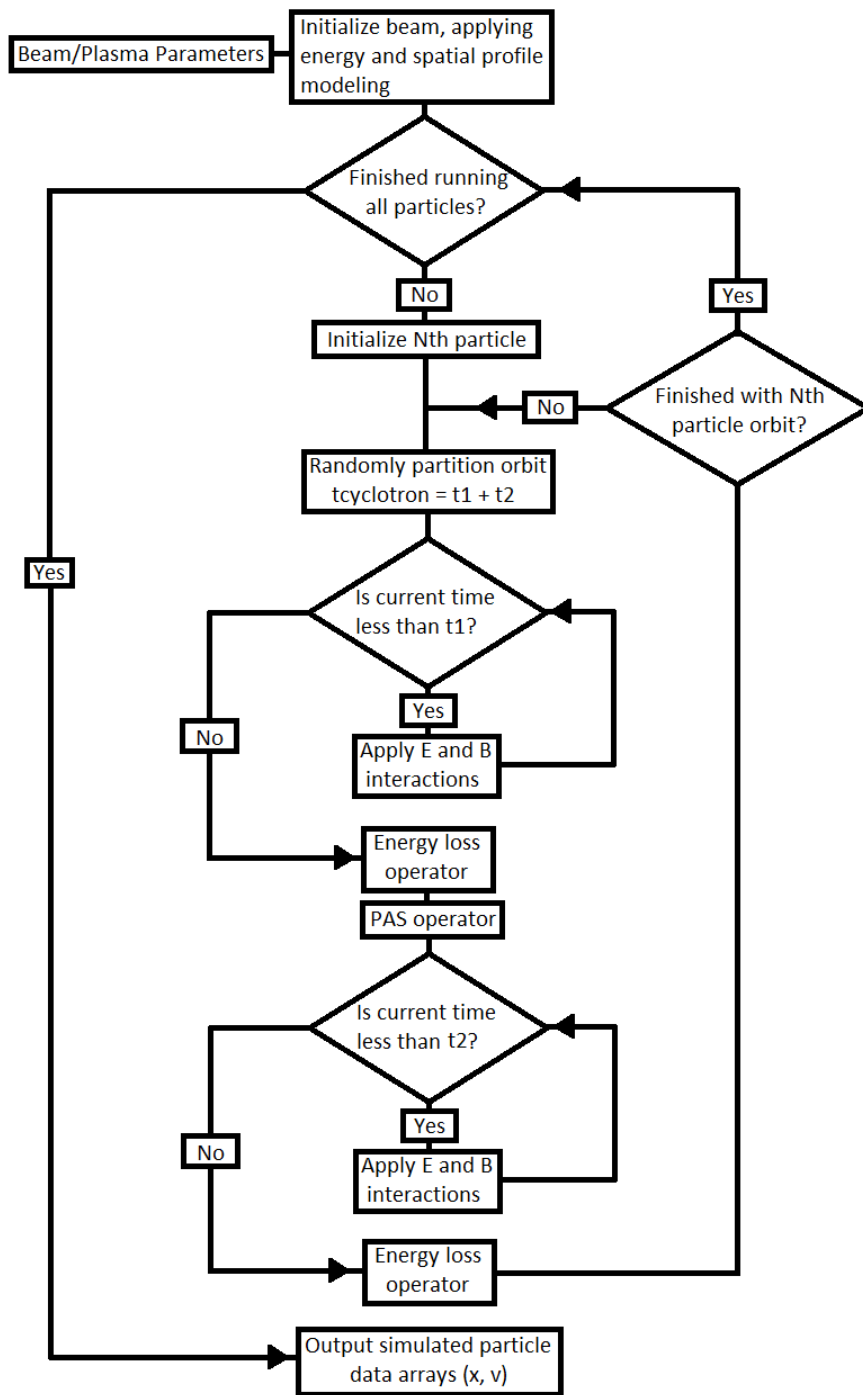 Beam/Plasma Parameters
Initialize beam, applying
energy and spatial profile
modeling
Finished running
all particles?
No
Yes
Initialize Nth particle
Finished with Nth
particle orbit?
No
Randomly partition orbit
tcyclotron = t1 + t2
Yes
Is current time
less than t1?
Yes
No
Apply E and B
interactions
Energy loss
operator
PAS operator
Is current time
less than t2?
Yes
No
Apply E and B
interactions
Energy loss
operator
Output simulated particle
data arrays (x, v)